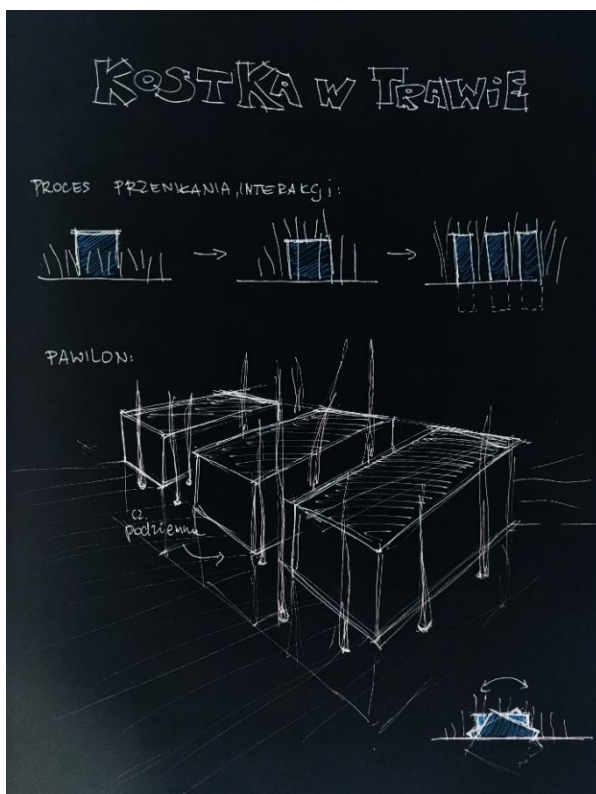 KOSTKA W TRAWIE
PROCES PRZENIKANIA, INTERAKCJI:
PAWILON:
CZ.
podziemna